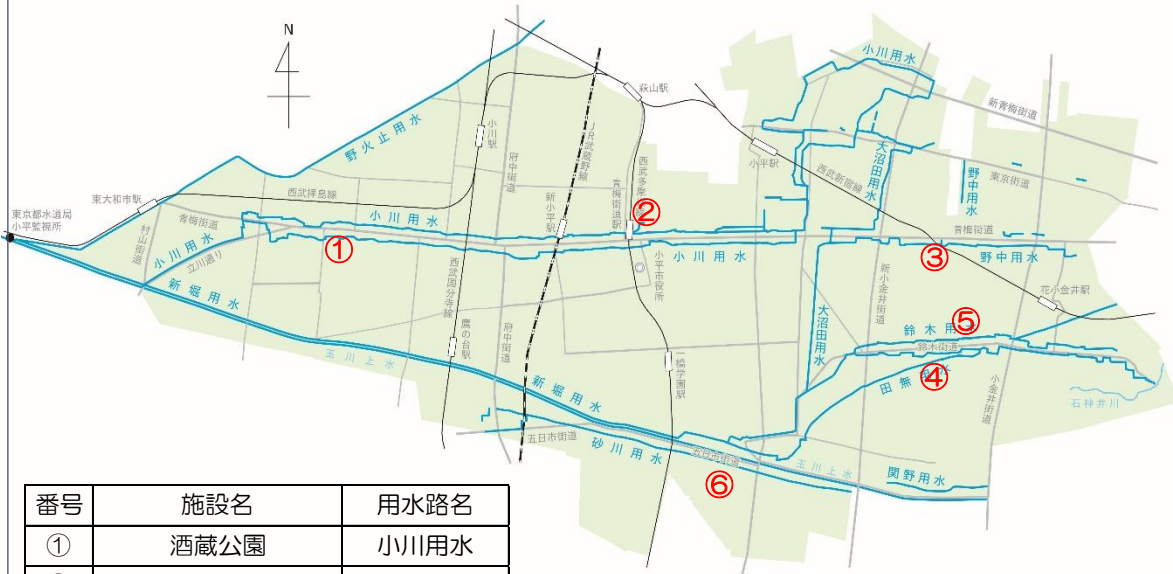 N
萩山駅
小川用水
新青梅街道
野火止用水
小川駅
府中街道
JR武蔵野線
西武多摩
小平駅
西武新宿線
大沼田用水
東京街道
野中用水
東大和市駅
西武拝島線
新小平駅
青梅街道駅
②
東京都水道局
小平監視所
青梅街道
小川用水
青梅街道
村山街道
小川用水
立川通り
①
小川用水
③
野中用水
西武国分寺線
小平市役所
新小金井街道
花小金井駅
新堀用水
鷹の台駅
府中街道
大沼田用水
⑤
鈴木用
鈴木街道
玉川上水
一橋学園駅
④
田無
水
小金井街道
石神井川
新堀用水
五日市街道
砂川用水
五日市街道
玉川上水
関野用水
⑥
番号 施設名 用水路名
① 酒蔵公園 小川用水